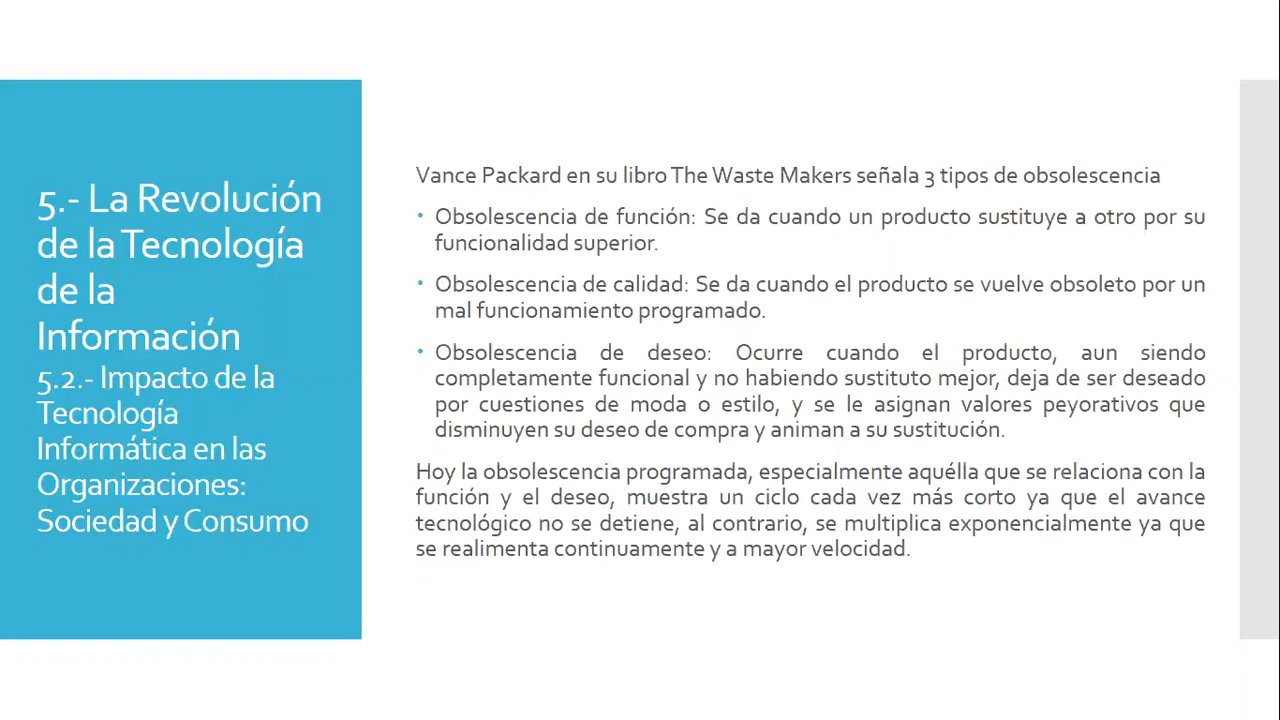 5.- La Revolución
de la Tecnología
de la
Información
5.2.- Impacto de la
Tecnología
Informática en las
Organizaciones:
Sociedad y Consumo
Vance Packard en su libro The Waste Makers señala 3 tipos de obsolescencia
• Obsolescencia de función: Se da cuando un producto sustituye a otro por su
funcionalidad superior.
• Obsolescencia de calidad: Se da cuando el producto se vuelve obsoleto por un
mal funcionamiento programado.
• Obsolescencia de deseo: Ocurre cuando el producto, aun siendo
completamente funcional y no habiendo sustituto mejor, deja de ser deseado
por cuestiones de moda o estilo, y se le asignan valores peyorativos que
disminuyen su deseo de compra y animan a su sustitución.
Hoy la obsolescencia programada, especialmente aquélla que se relaciona con la
función y el deseo, muestra un ciclo cada vez más corto ya que el avance
tecnológico no se detiene, al contrario, se multiplica exponencialmente ya que
se realimenta continuamente y a mayor velocidad.